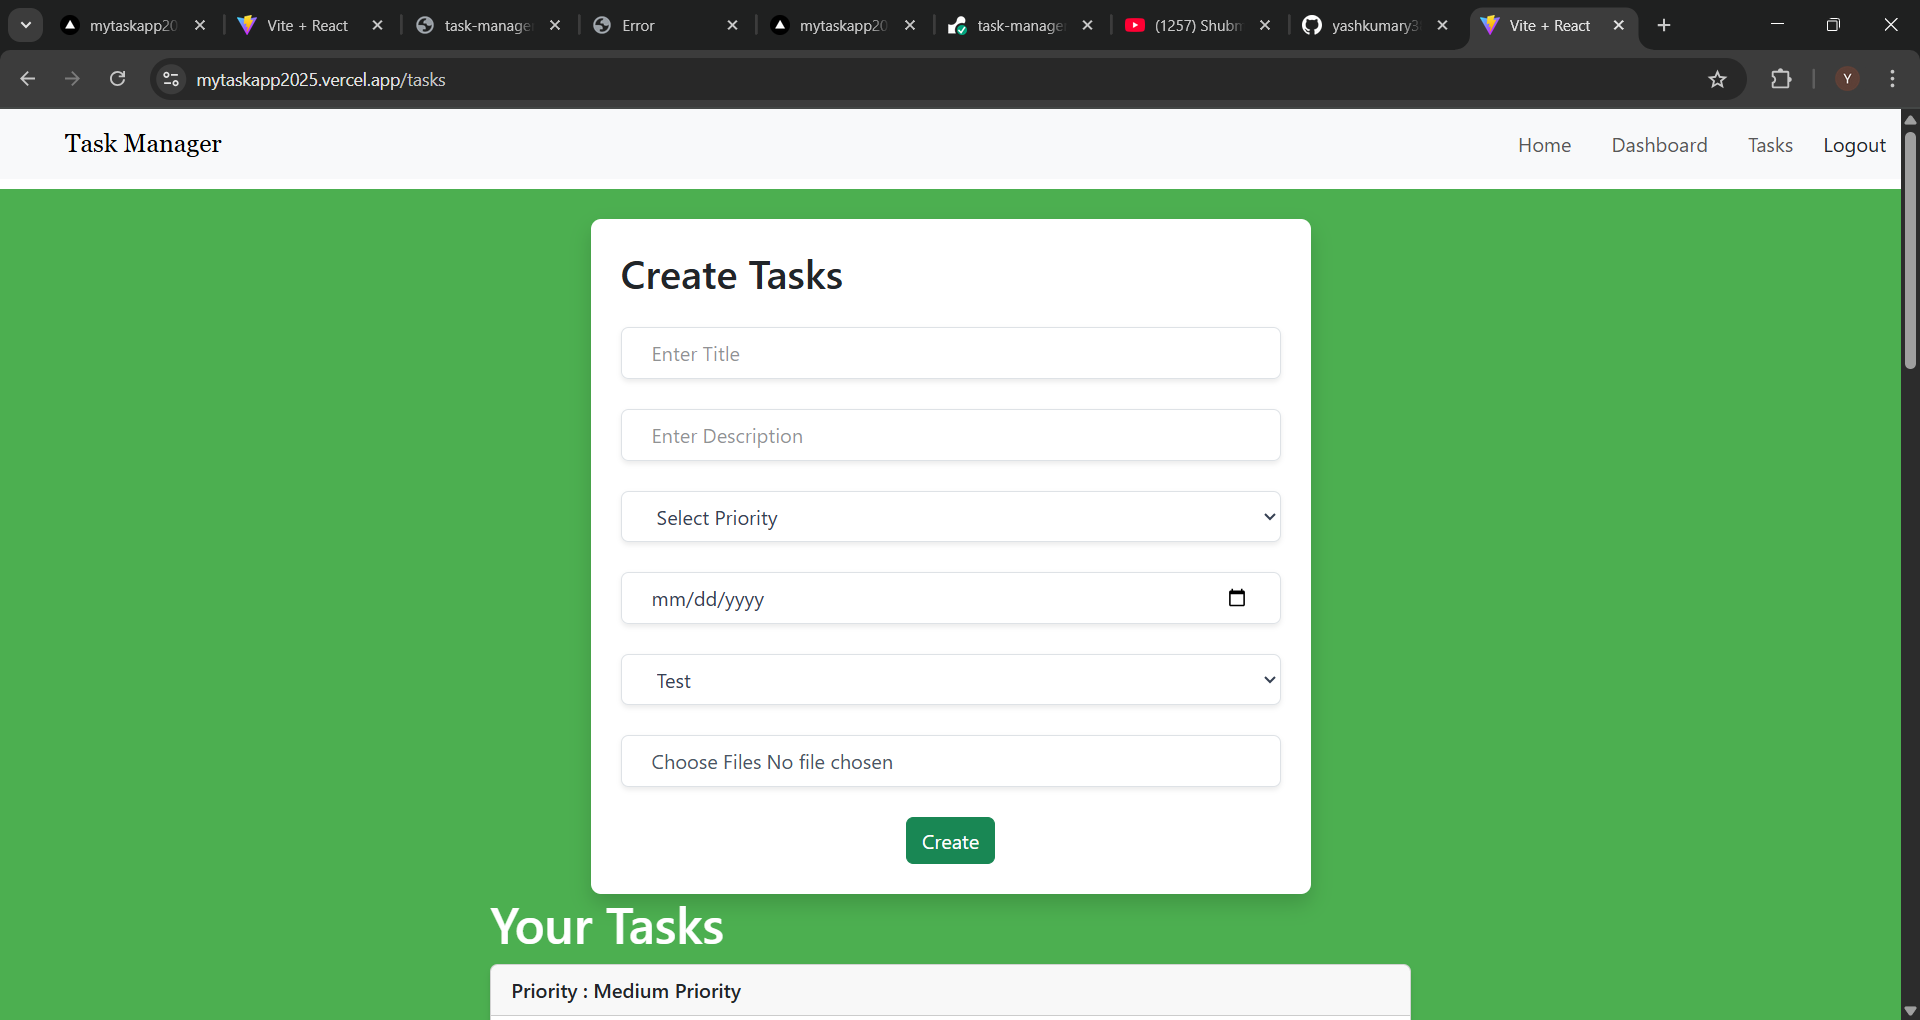 mytaskapp20
Vite + React
task-manage
Error
mytaskapp20
task-manage
(1257) Shubm
yashkumary3
Vite + React
mytaskapp2025.vercel.app/tasks
Y
Task Manager
Home
Dashboard
Tasks
Logout
Create Tasks
Enter Title
Enter Description
Select Priority
mm/dd/yyyy
Test
Choose Files No file chosen
Create
Your Tasks
Priority : Medium Priority